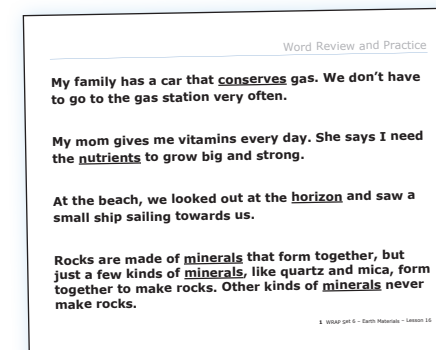 Word Review and Practice
My family has a car that conserves gas. We don’t have
to go to the gas station very often.
My mom gives me vitamins every day. She says I need
the nutrients to grow big and strong.
At the beach, we looked out at the horizon and saw a
small ship sailing towards us.
Rocks are made of minerals that form together, but
just a few kinds of minerals, like quartz and mica, form
together to make rocks. Other kinds of minerals never
make rocks.
1 WRAP Set 6 – Earth Materials – Lesson 16